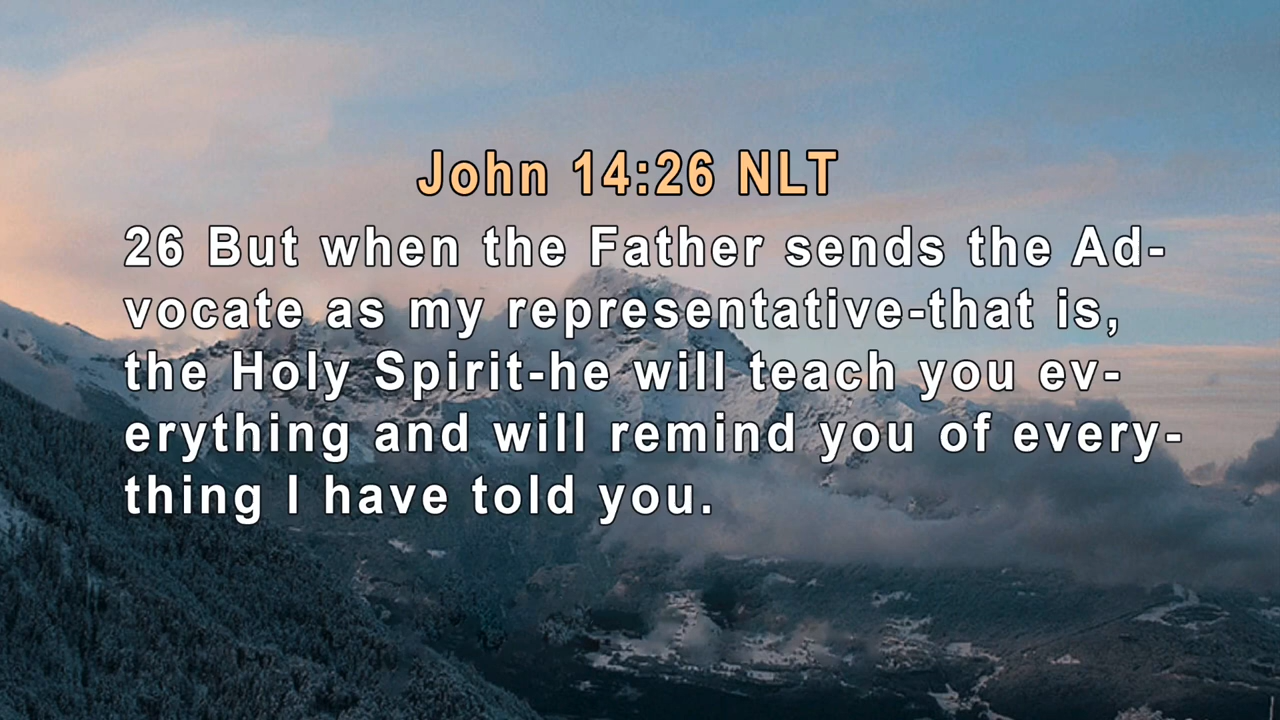 John 14:26 NLT
26 But when the Father sends the Ad-
vocate as my representative-that is,
the Holy Spirit-he will teach you ev-
erything and will remind you of every-
thing I have told you.